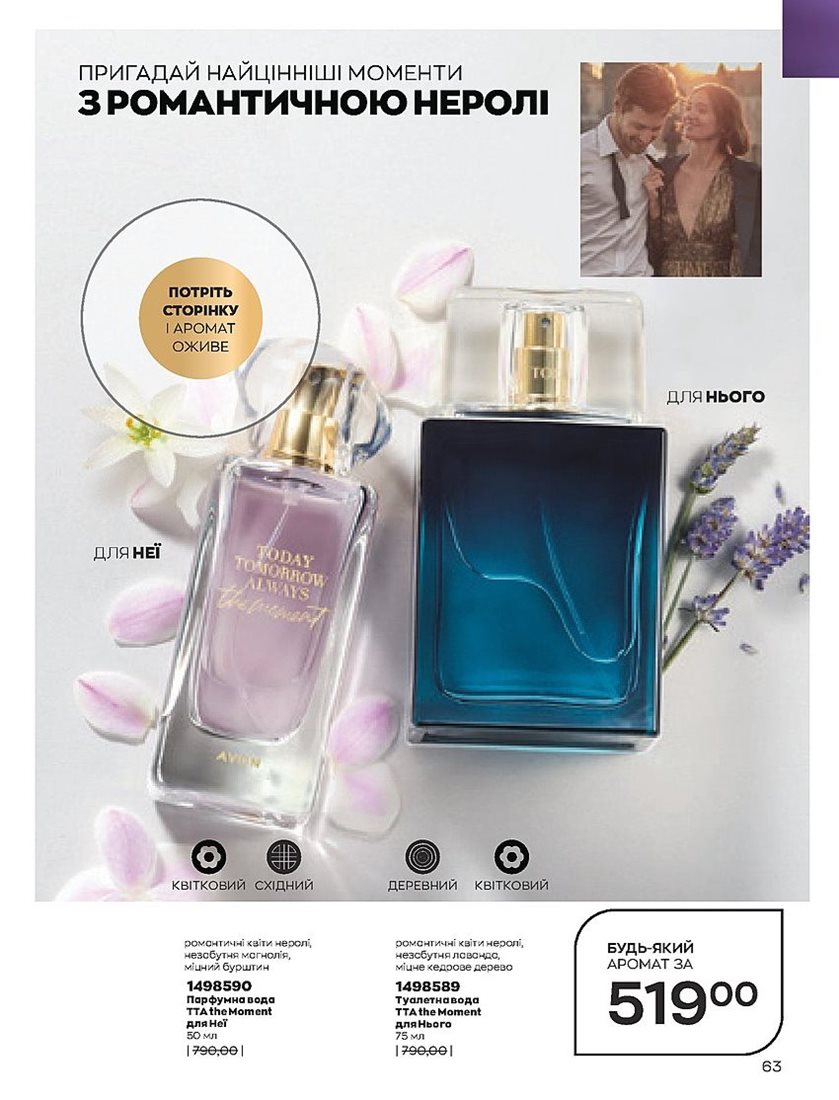 ПРИГАДАЙ НАЙЦІННІШІ МОМЕНТИ
З РОМАНТИЧНОЮ НЕРОЛІ
ПОТРІТЬ
СТОРІНКУ
І АРОМАТ
ОЖИВЕ
ДЛЯ НЬОГО
ДЛЯ НЕЇ
TODAY
TOMORROW
ALWAYS
the moment
AVON
КВІТКОВИЙ СХІДНИЙ
ДЕРЕВНИЙ КВІТКОВИЙ
романтичні квіти неролі,
незабутня магнолія,
міцний бурштин
1498590
Парфумна вода
TTA the Moment
для Неї
50 мл
| 790,00 |
романтичні квіти неролі,
незабутня лаванда,
міцне кедрове дерево
1498589
Туалетна вода
TTA the Moment
для Нього
75 мл
| 790,00 |
БУДЬ-ЯКИЙ
АРОМАТ ЗА
519⁰⁰
63